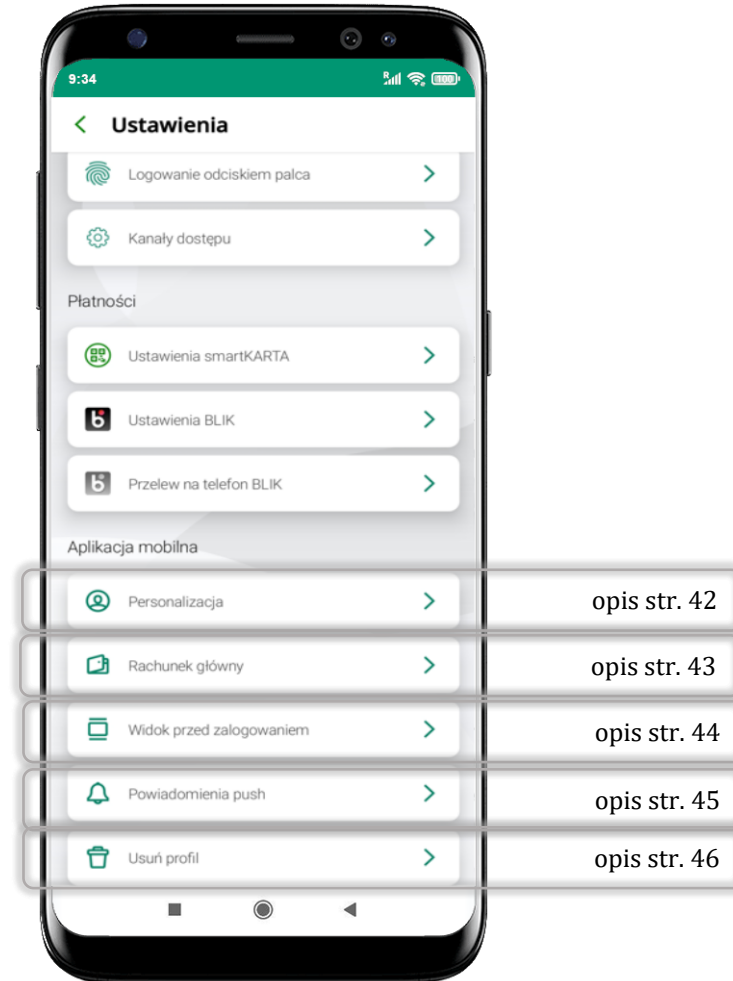 9:34
R
100
Ustawienia
Logowanie odciskiem palca
Kanały dostępu
Płatności
Ustawienia smartKARTA
Ustawienia BLIK
Przelew na telefon BLIK
Aplikacja mobilna
Personalizacja opis str. 42
Rachunek główny opis str. 43
Widok przed zalogowaniem opis str. 44
Powiadomienia push opis str. 45
Usuń profil opis str. 46